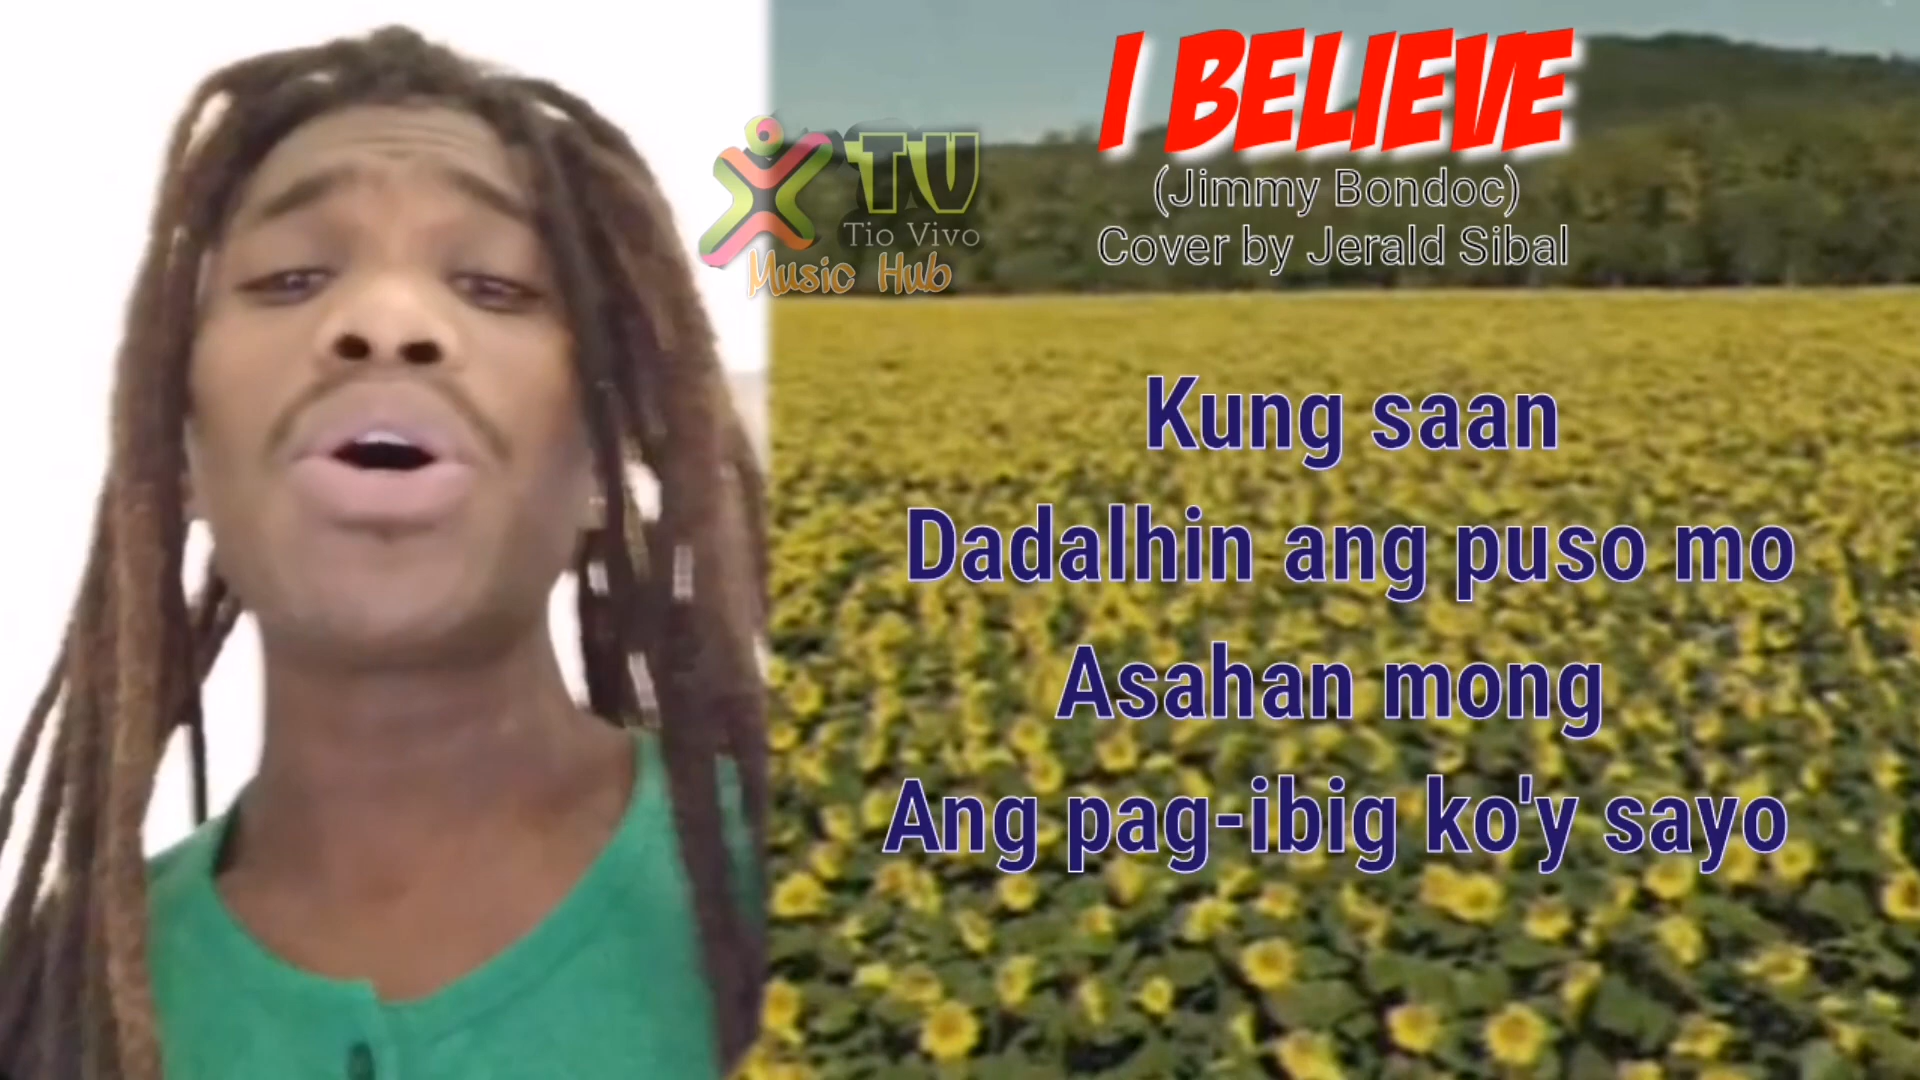 I BELIEVE
(Jimmy Bondoc)
Cover by Jerald Sibal
TV
Tio Vivo
Music Hub
Kung saan
Dadalhin ang puso mo
Asahan mong
Ang pag-ibig ko'y sayo